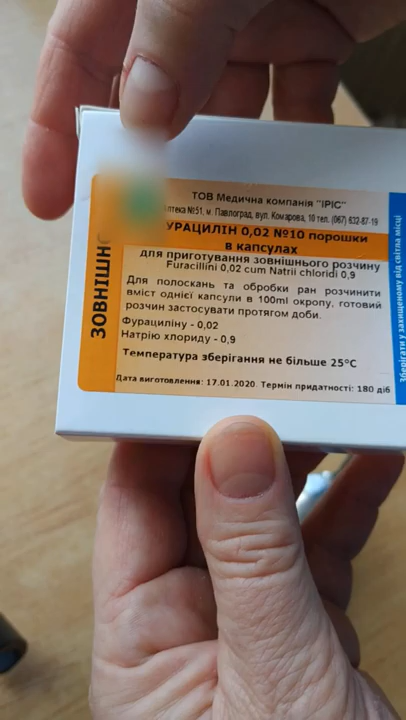 ТОВ Медична компанія "ІРІС"
№51, м. Павлоград, вул. Комарова, 10 тел. (067) 632-87-19
УРАЦИЛІН 0,02 №10 порошки
в капсулах
для приготування зовнішнього розчину
Furacillini 0,02 cum Natrii chloridi 0,9
Для полоскань та обробки ран розчинити
вміст однієї капсули в 100ml окропу, готовий
розчин застосувати протягом доби.
Фурациліну - 0,02
Натрію хлориду - 0,9
Температура зберігання не більше 25°С
Дата виготовлення: 17.01.2020. Термін придатності: 180 діб
ЗОВНІШН
Зберігати у захищеному від світла місці